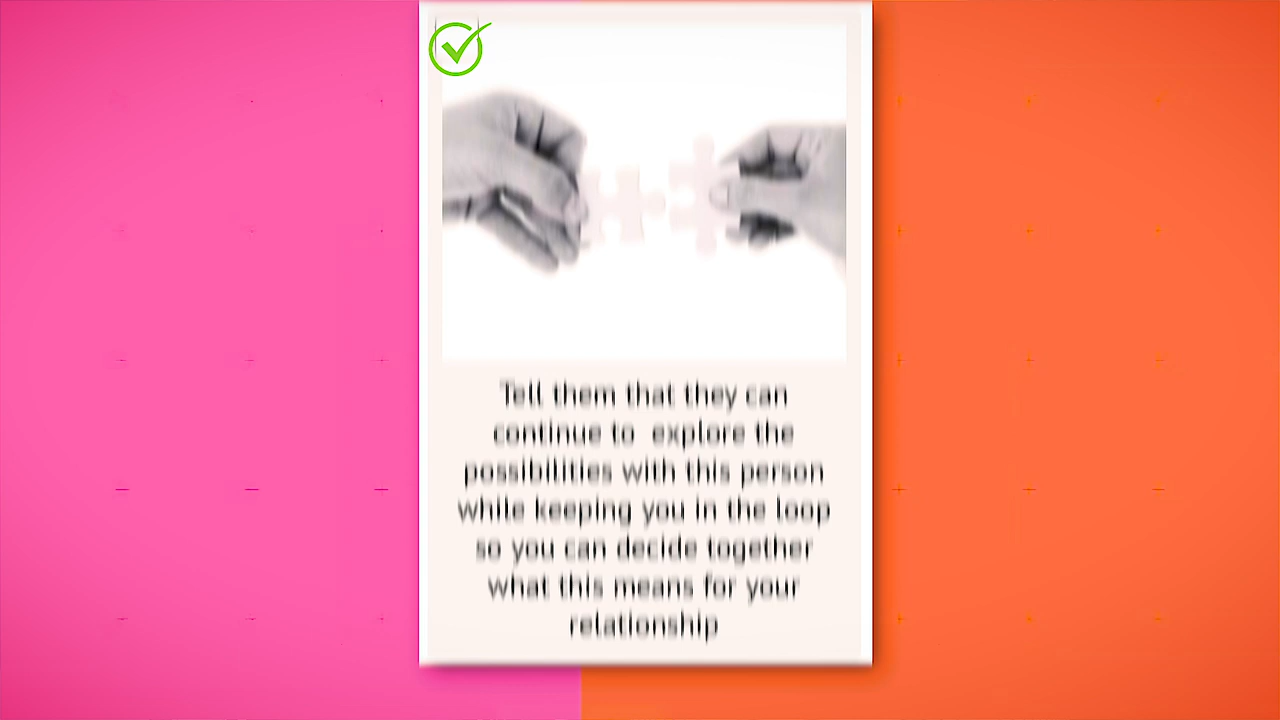 Tell them that they can
continue to explore the
possibilities with this person
while keeping you in the loop
so you can decide together
what this means for your
relationship